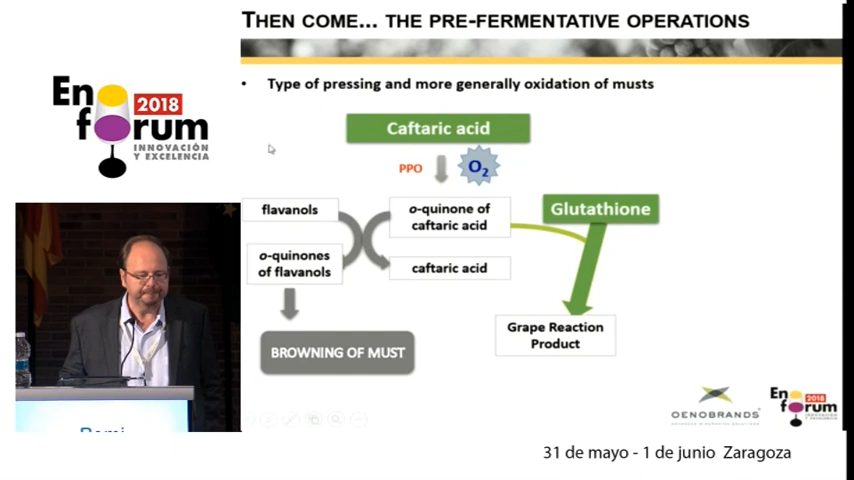 THEN COME... THE PRE-FERMENTATIVE OPERATIONS
• Type of pressing and more generally oxidation of musts
Eno
forum
2018
INNOVACIÓN
Y EXCELENCIA
Caftaric acid
PPO
O2
flavanols
o-quinone of
caftaric acid
Glutathione
o-quinones
of flavanols
caftaric acid
Grape Reaction
Product
BROWNING OF MUST
OENOBRANDS
Eno
forum
2018
31 de mayo - 1 de junio Zaragoza